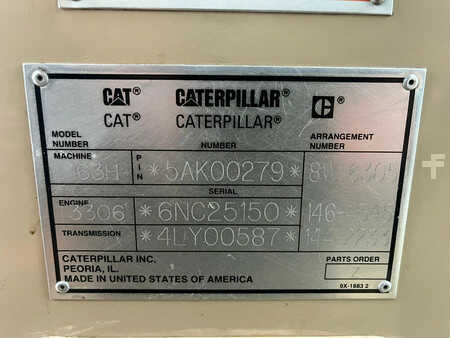 CAT® CATERPILLAR® C®
CAT® CATERPILLAR®
MODEL NUMBER NUMBER ARRANGEMENT NUMBER
MACHINE PIN *5AK00279*
SERIAL
ENGINE 3306 *6NC25150*
TRANSMISSION *4LY00587*
CATERPILLAR INC. PARTS ORDER
PEORIA, IL.
MADE IN UNITED STATES OF AMERICA
9X-1883 2